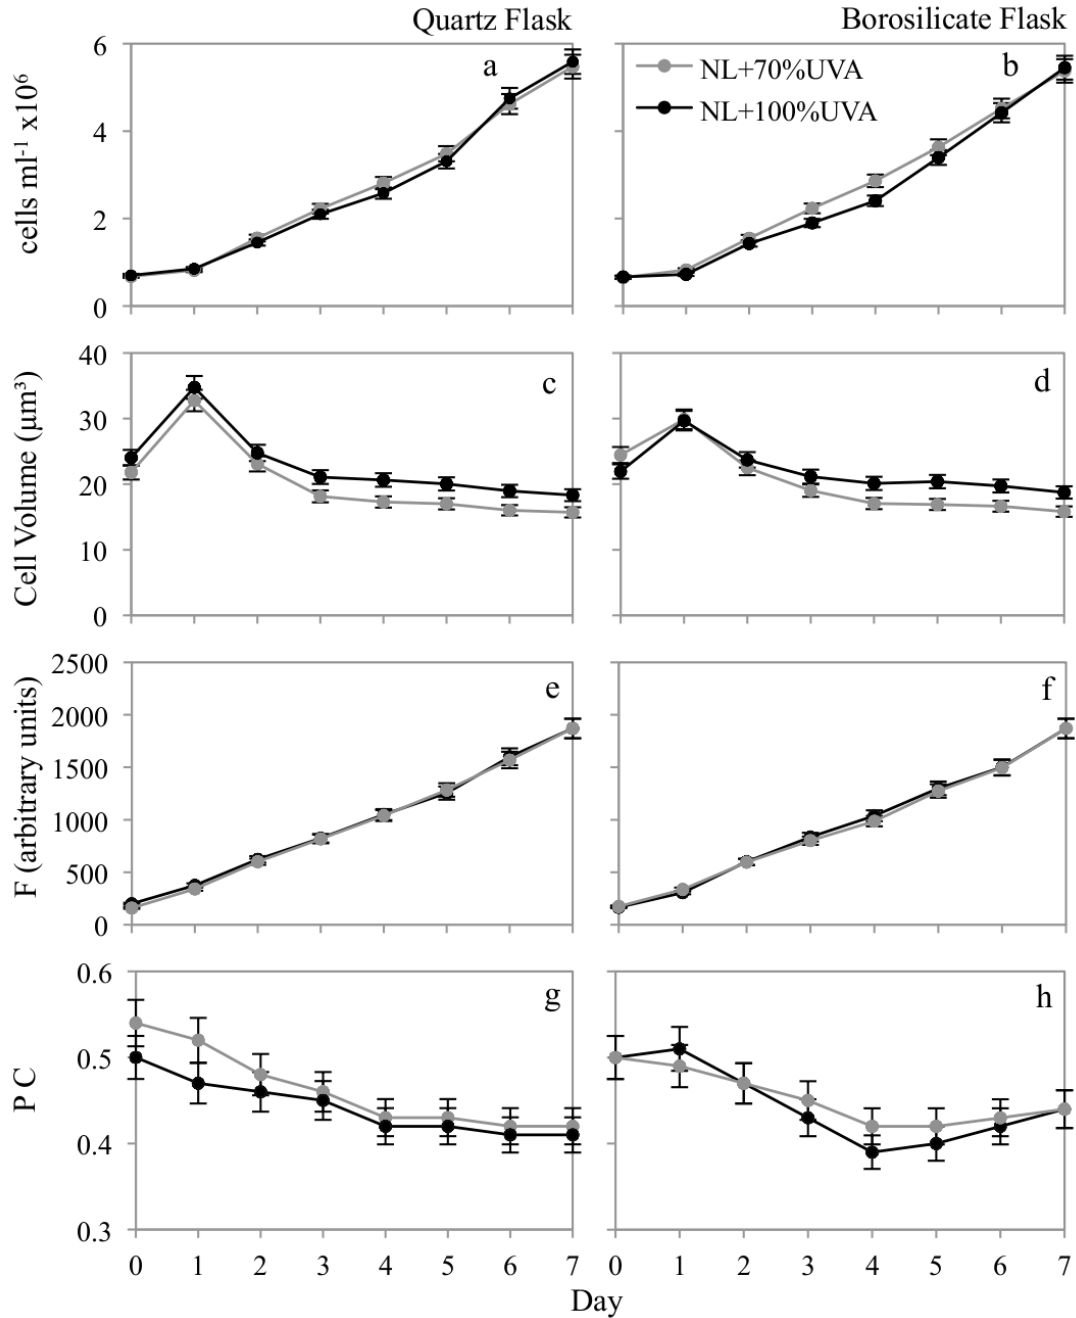 Quartz Flask
Borosilicate Flask
cells ml⁻¹ x10⁶
6
4
2
0
a
b
NL+70%UVA
NL+100%UVA
Cell Volume (µm³)
40
30
20
10
0
c
d
F (arbitrary units)
2500
2000
1500
1000
500
0
e
f
P C
0.6
0.5
0.4
0.3
g
h
0 1 2 3 4 5 6 7
0 1 2 3 4 5 6 7
Day